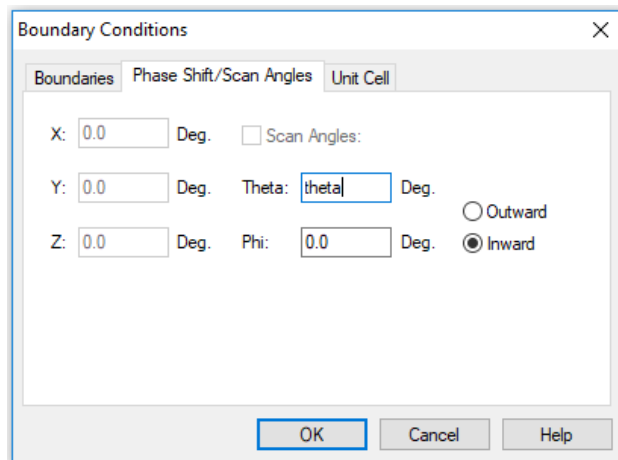 Boundary Conditions
Boundaries Phase Shift/Scan Angles Unit Cell
X: 0.0 Deg. Scan Angles:
Y: 0.0 Deg. Theta: theta Deg.
Outward
Z: 0.0 Deg. Phi: 0.0 Deg. Inward
OK Cancel Help